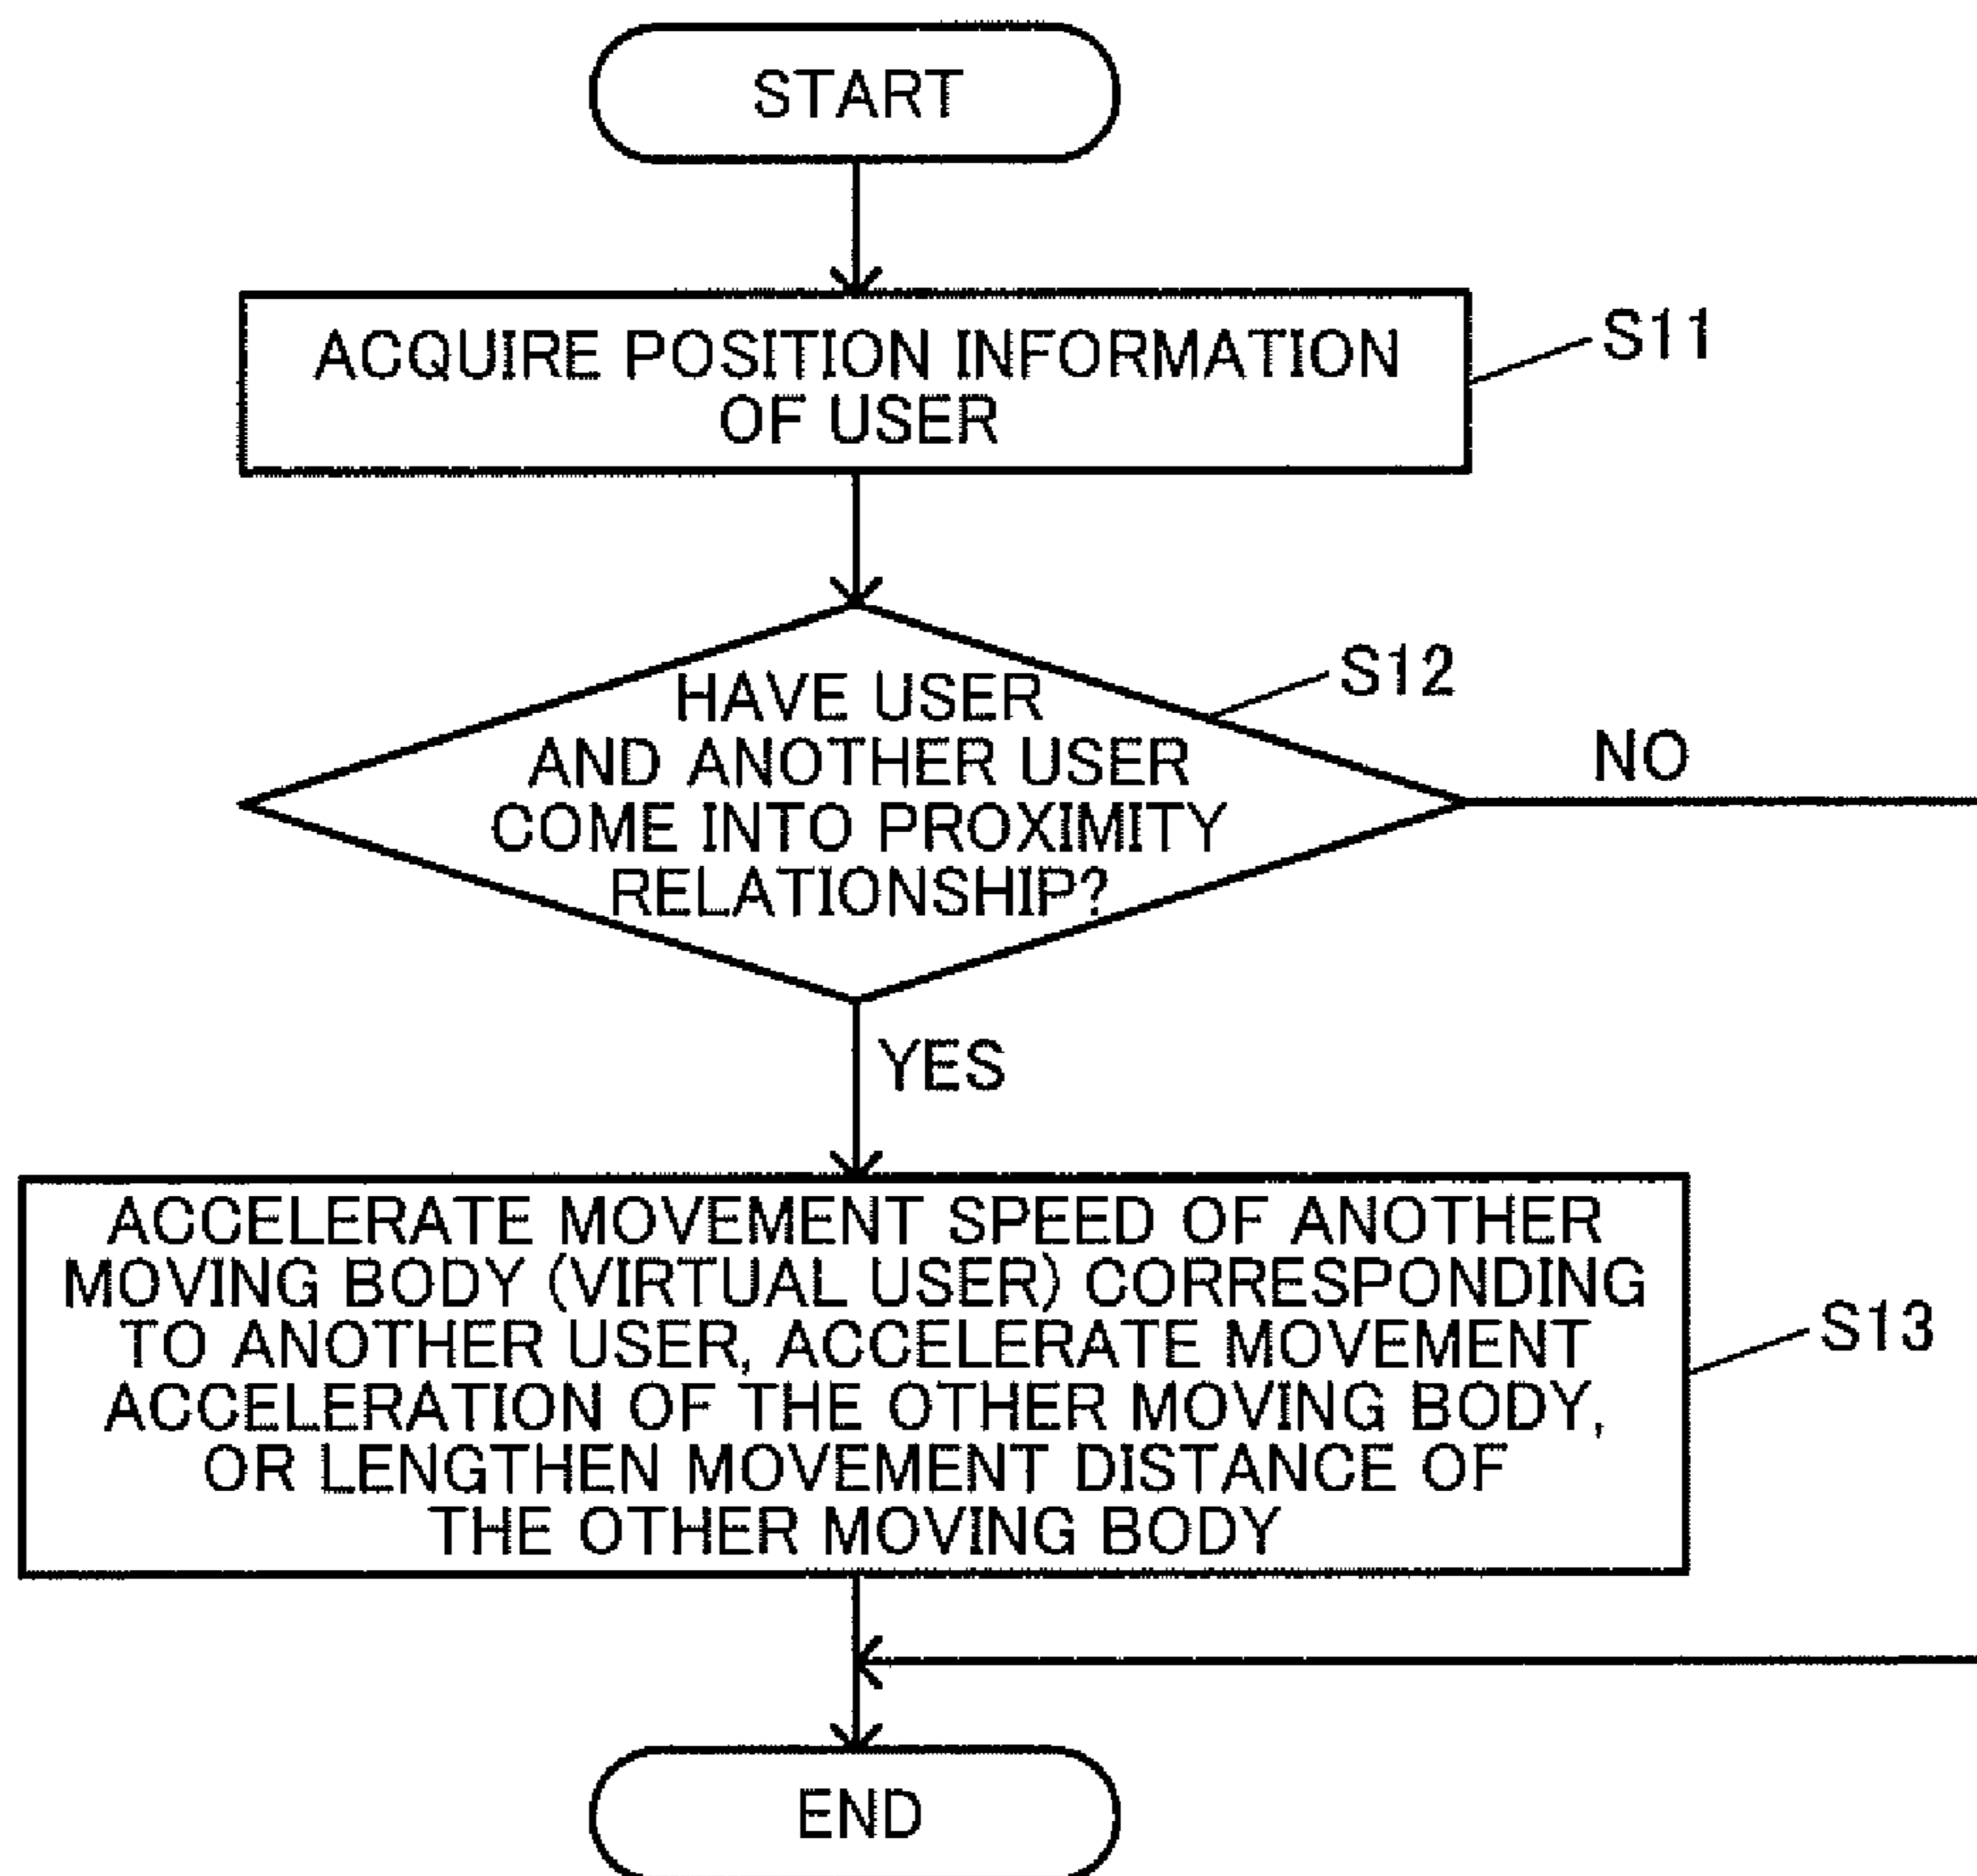 START
ACQUIRE POSITION INFORMATION
OF USER
S11
HAVE USER
AND ANOTHER USER
COME INTO PROXIMITY
RELATIONSHIP?
S12
NO
YES
ACCELERATE MOVEMENT SPEED OF ANOTHER
MOVING BODY (VIRTUAL USER) CORRESPONDING
TO ANOTHER USER, ACCELERATE MOVEMENT
ACCELERATION OF THE OTHER MOVING BODY,
OR LENGTHEN MOVEMENT DISTANCE OF
THE OTHER MOVING BODY
S13
END